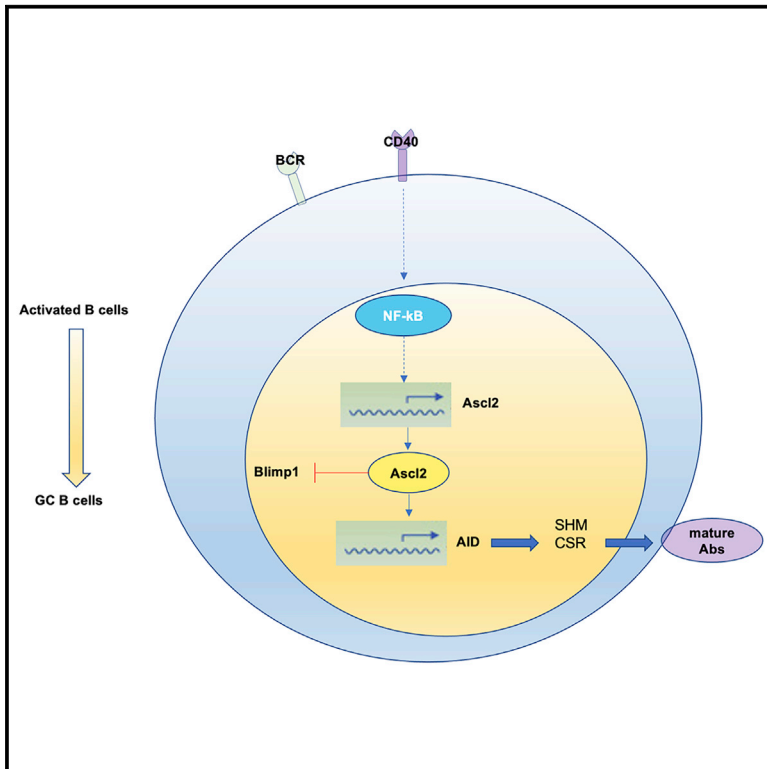 CD40
BCR
Activated B cells
NF-kB
Ascl2
Blimp1
Ascl2
GC B cells
AID
SHM
CSR
mature
Abs